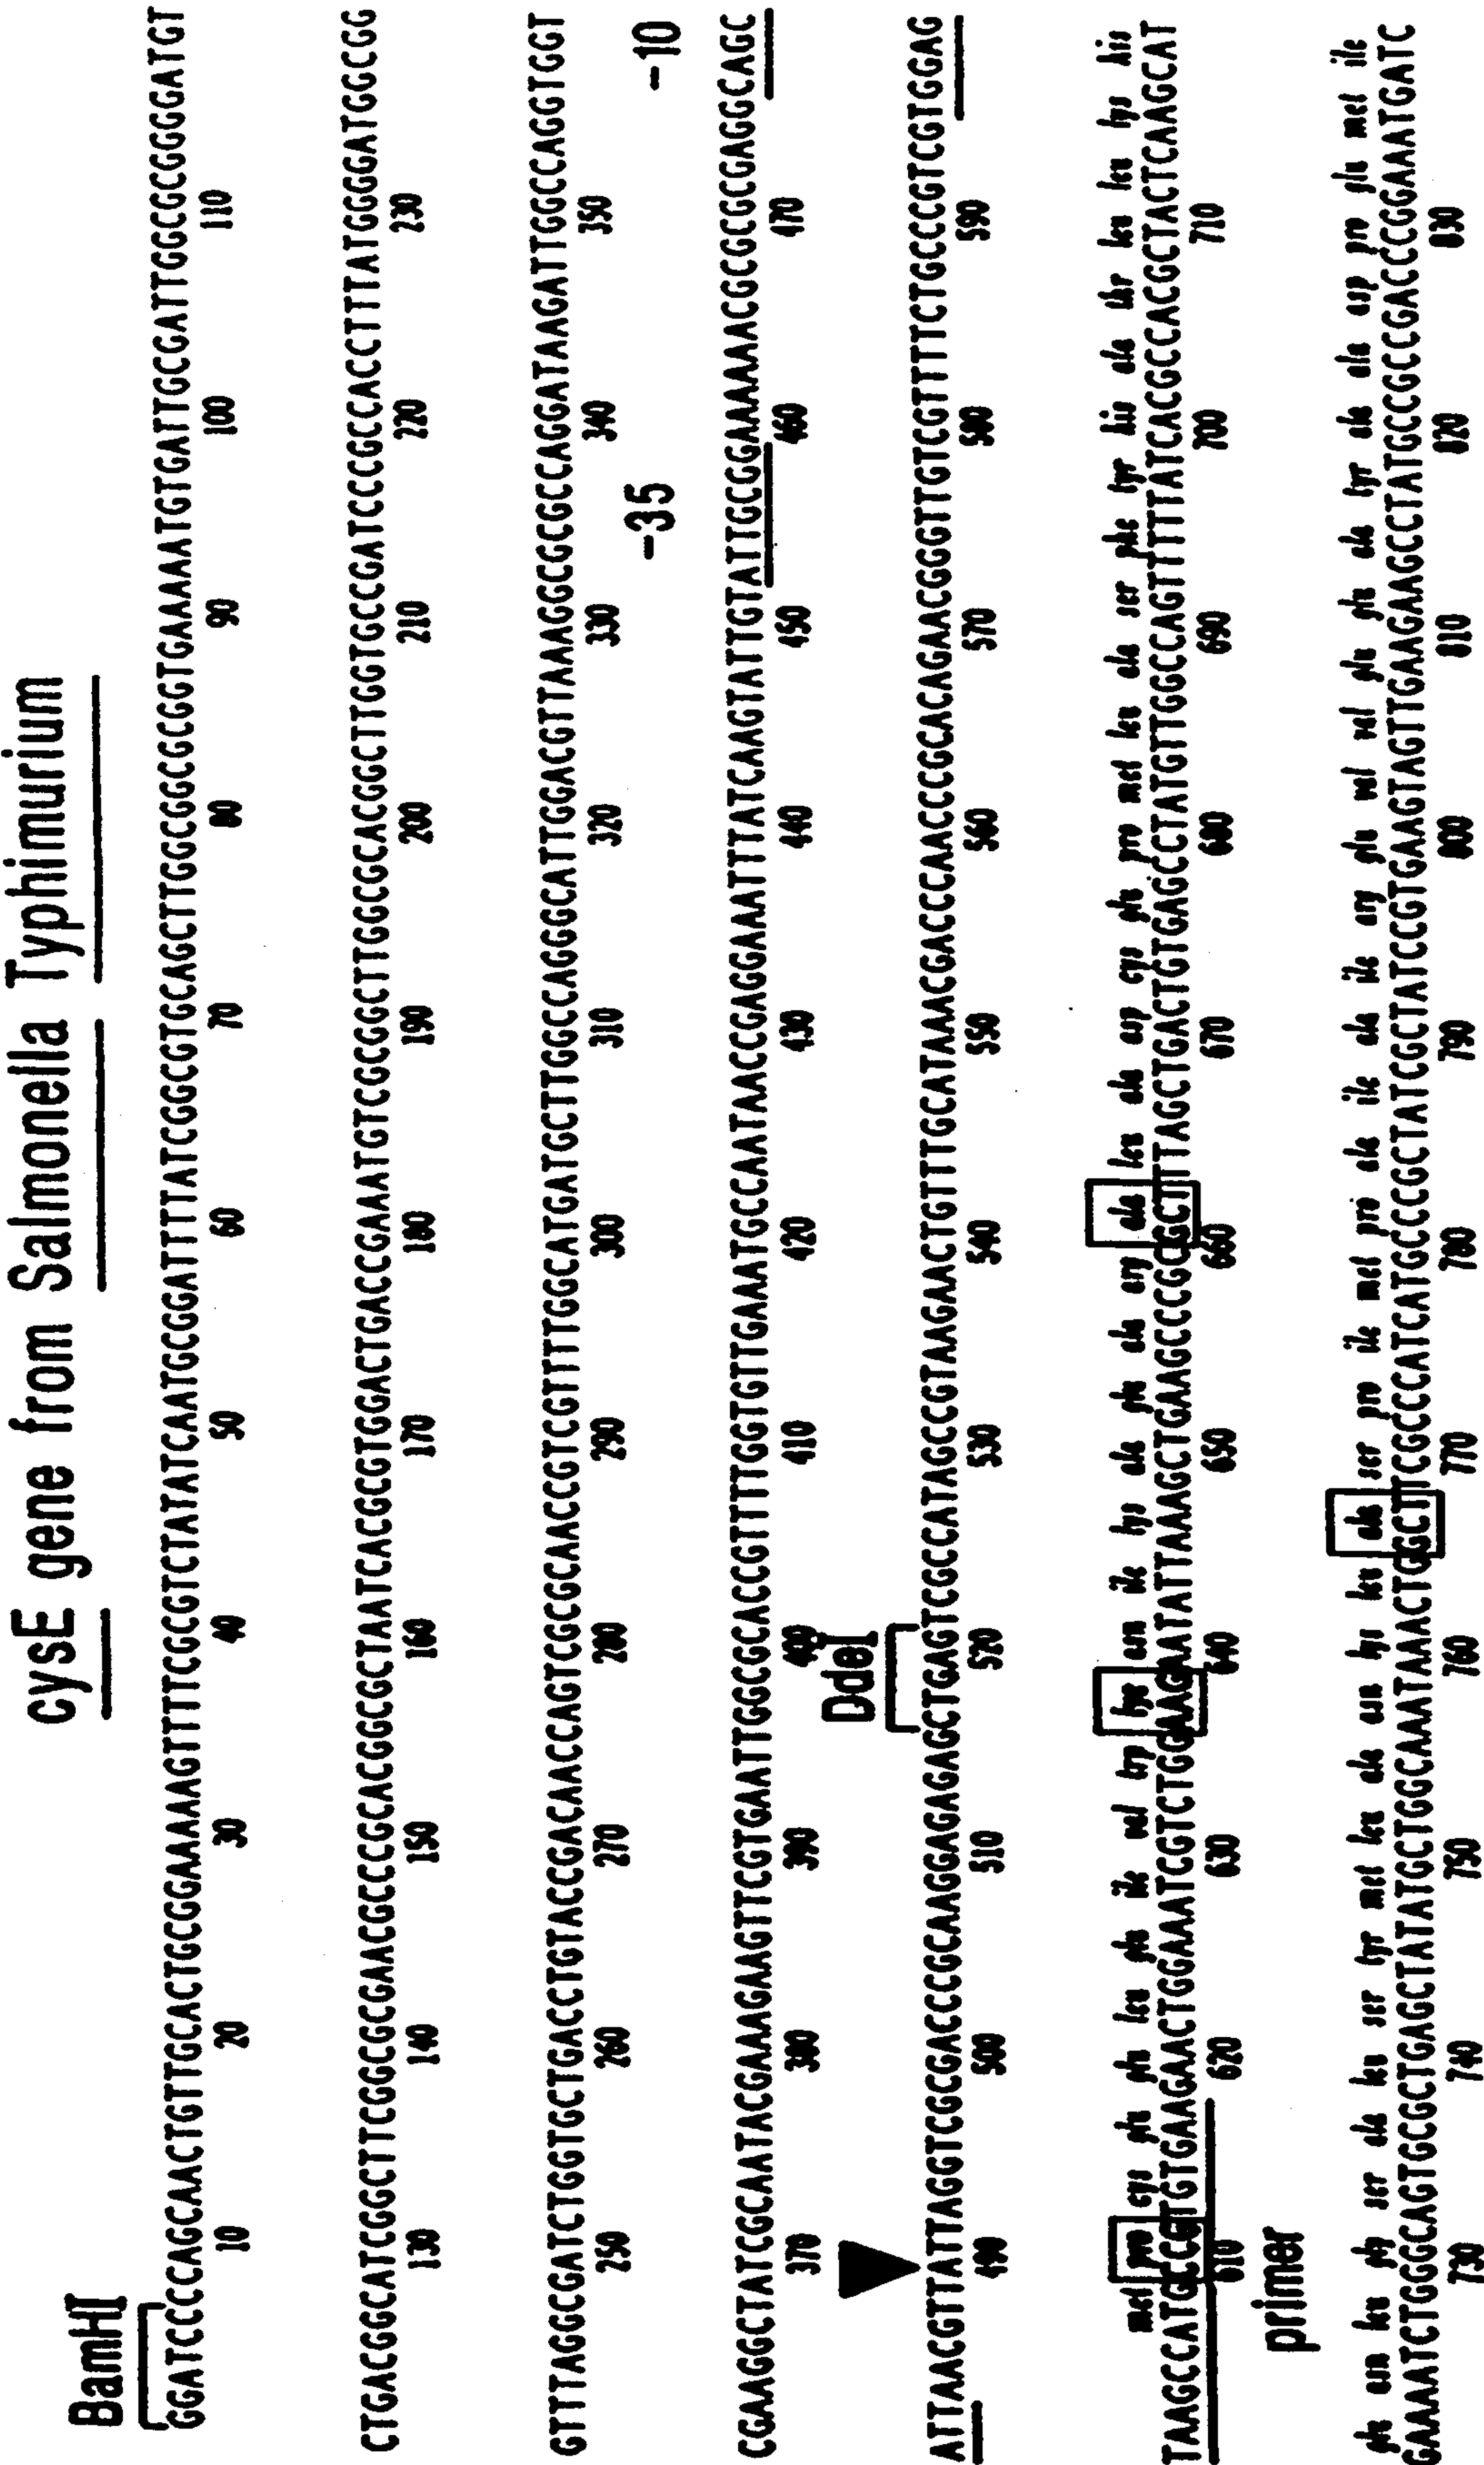 cysE gene from Salmonella Typhimurium
BamHI
GGATCCCCAGCAACTGTTGCACTGCGGAAAAAGTTTTCGCGTCTATATCAATGCGGATTTTATCGGCGTGCAGCTTGGCGGCGCGGTGAAAAATGTGATTGCGATTGGCGCGGGGATGT
10 20 30 40 50 60 70 80 90 100 110
CTGACGGCATCGGCTTCGGCGCGAACGCCCGCACGGCGCTAATCACGCGTGGACTGACCGAAATGTCGCGGCTTGGCGCACGGCTTGGTGCCGATCCCGCCACCTTTATGGGGATGGCGG
130 140 150 160 170 180 190 200 210 220 230
GTTTAGGCGATCTGGTGCTGACCTGTACCGACAACCAGTCGCGCAACCGTCGTTTTGGCATGATGCTTGGCCAGGGCATTGGACGTTAAAGGCGCGCCAGGATAAGATTGGCCAGGTGGT
250 260 270 280 290 300 310 320 330 340 350
-35 -10
CGAAGGCTATCGCAATACGAAAGAAGTTCGTGAATTGGCGCACCGTTTTGGTGTTGAAATGCCAATAACCGAGGAAATTTATCAAGTATTGTATTGCGGAAAAAACGCGCGCGAGGCAGC
370 380 390 400 410 420 430 440 450 460 470
DdeI
ATTAACGTTATTAGGTCGCGACCCGCAAGGAGAGAGCTGAGTCGCCATAGCCGTAAGAACTGTTTGCATAAACGACCCAACCCGCACAGAACGGGTTGTCGTTTTCTGCCCGTCGTGGAG
490 500 510 520 530 540 550 560 570 580 590
met pro cys glu glu leu glu ile val trp lys asn ile lys ala glu ala arg ala leu ala asp cys glu pro met leu ala ser phe tyr his ala thr leu leu lys his
TAAGCCATGCCGTGTGAAGAACTGGAAATCGTCTGGAAGAATATTAAAGCTGAAGCCCGCGCTTTAGCTGACTGTGAGCCTATGTTGGCCAGTTTTTATCACGCCACGCTACTCAAGCAT
610 620 630 640 650 660 670 680 690 700 710
primer
glu asn leu gly ser ala leu ser tyr met leu ala asn lys leu ala ser pro ile met pro ala ile ala ile arg glu val val glu glu ala tyr ala ala asp pro glu met ile
GAAAATCTGGGCAGTGCGCTGAGCTATATGCTGGCAAATAAACTGGCTTCGCCCATCATGCCCGCTATCGCTATCCGTGAAGTAGTTGAAGAAGCCTATGCCGCCGACCCGGAAATGATC
730 740 750 760 770 780 790 800 810 820 830